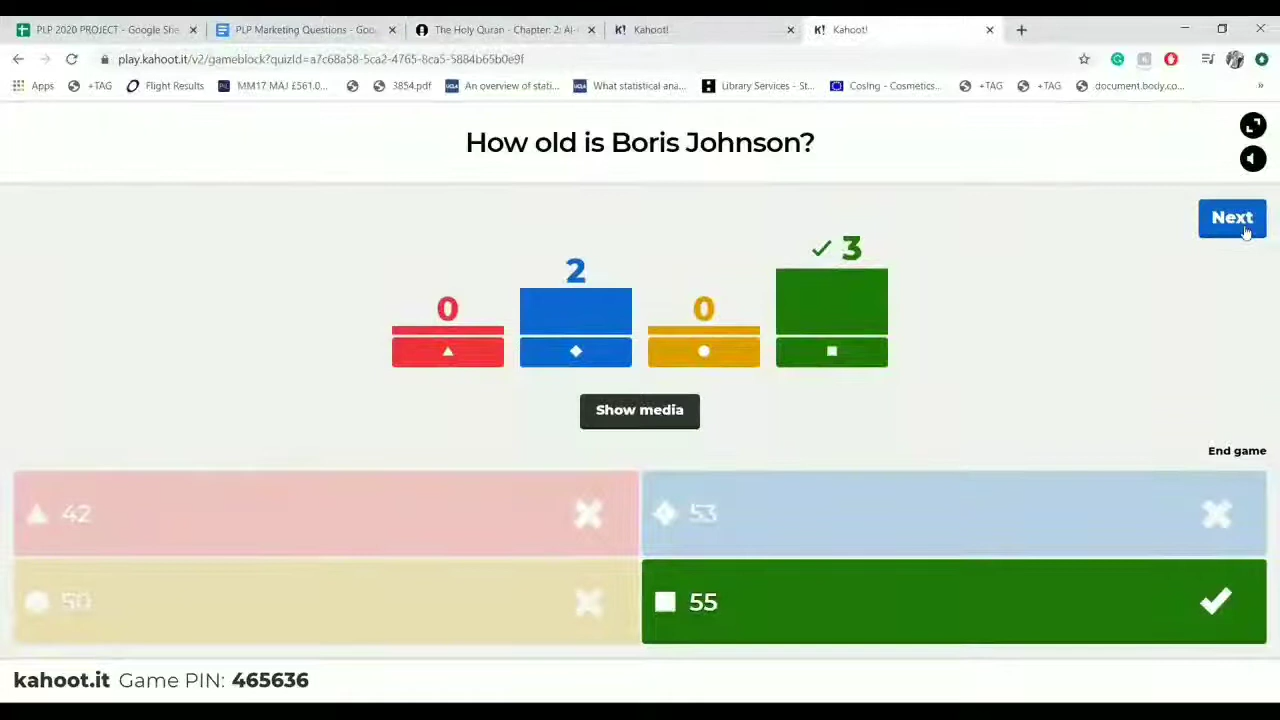 PLP 2020 PROJECT - Google She
PLP Marketing Questions - Goo
The Holy Quran - Chapter: 2: Al-
K! Kahoot!
K! Kahoot!
play.kahoot.it/v2/gameblock?quizId=a7c68a58-5ca2-4765-8ca5-5884b65b0e9f
Apps
+TAG
Flight Results
MM17 MAJ £561.0...
3854.pdf
UCLA An overview of stati...
UCLA What statistical ana...
Library Services - St...
CosIng - Cosmetics...
+TAG
+TAG
document.body.co...
»
How old is Boris Johnson?
Next
0
2
0
3
Show media
End game
42
53
50
55
kahoot.it Game PIN: 465636